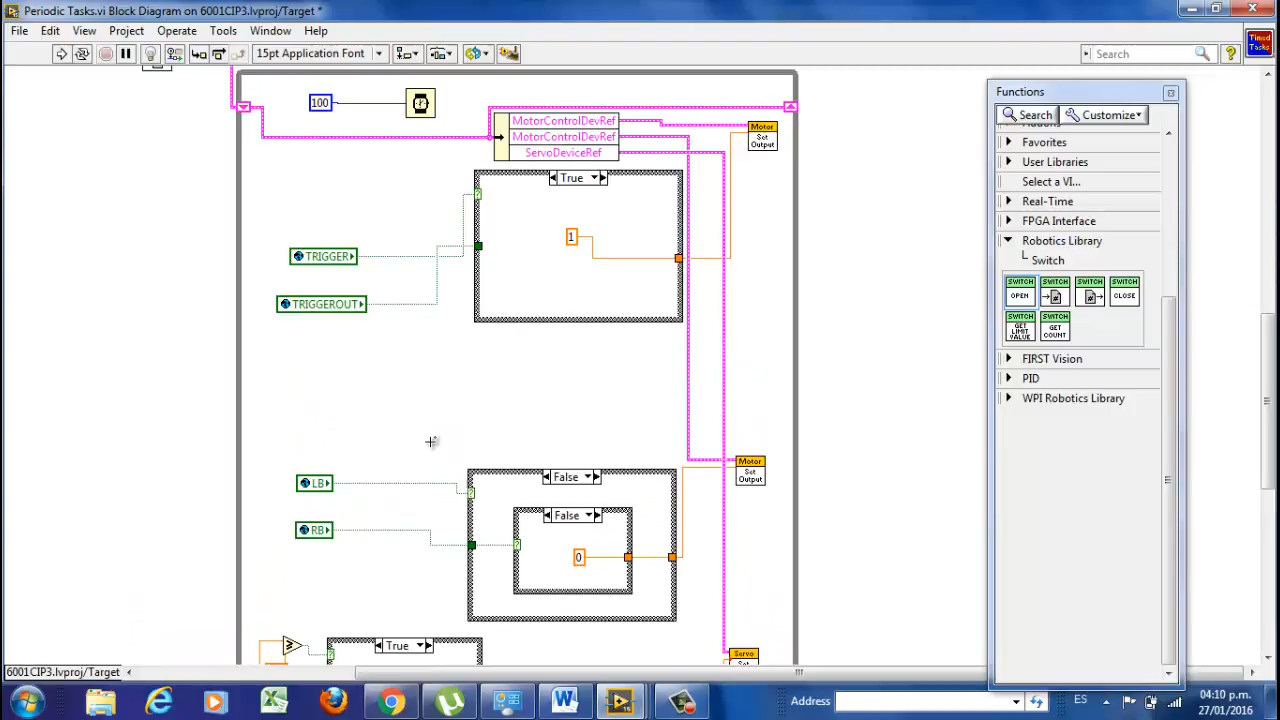 Periodic Tasks.vi Block Diagram on 6001CIP3.lvproj/Target *
File Edit View Project Operate Tools Window Help
15pt Application Font
Search
Timed Tasks
100
MotorControlDevRef
MotorControlDevRef
ServoDeviceRef
Motor
Set
Output
True
1
TRIGGER
TRIGGEROUT
LB
RB
False
False
0
Motor
Set
Output
True
Servo
Set
Functions
Search Customize
Favorites
User Libraries
Select a VI...
Real-Time
FPGA Interface
Robotics Library
Switch
SWITCH SWITCH SWITCH SWITCH
OPEN CLOSE
SWITCH SWITCH
GET LIMIT VALUE
GET COUNT
FIRST Vision
PID
WPI Robotics Library
6001CIP3.lvproj/Target
Address
ES
04:10 p.m.
27/01/2016